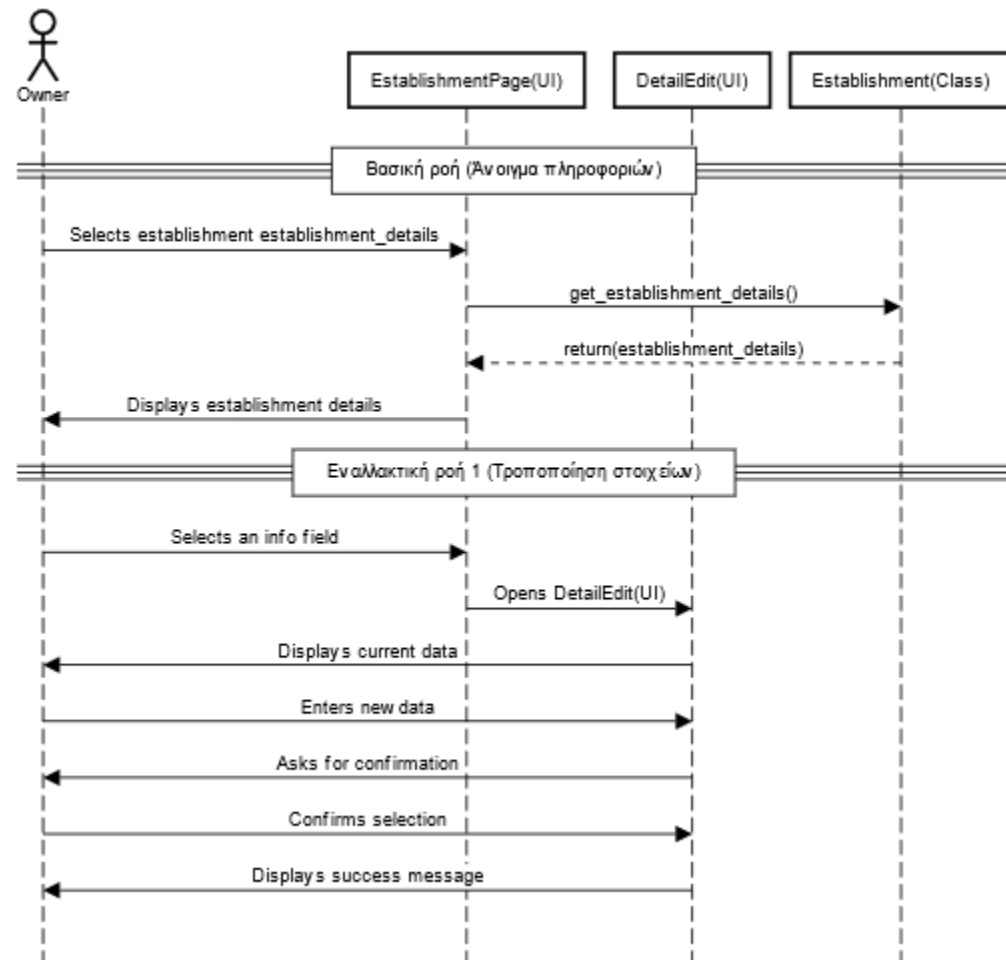 Owner
EstablishmentPage(UI)
DetailEdit(UI)
Establishment(Class)
Βασική ροή (Άνοιγμα πληροφοριών)
Selects establishment establishment_details
get_establishment_details()
return(establishment_details)
Displays establishment details
Εναλλακτική ροή 1 (Τροποποίηση στοιχείων)
Selects an info field
Opens DetailEdit(UI)
Displays current data
Enters new data
Asks for confirmation
Confirms selection
Displays success message